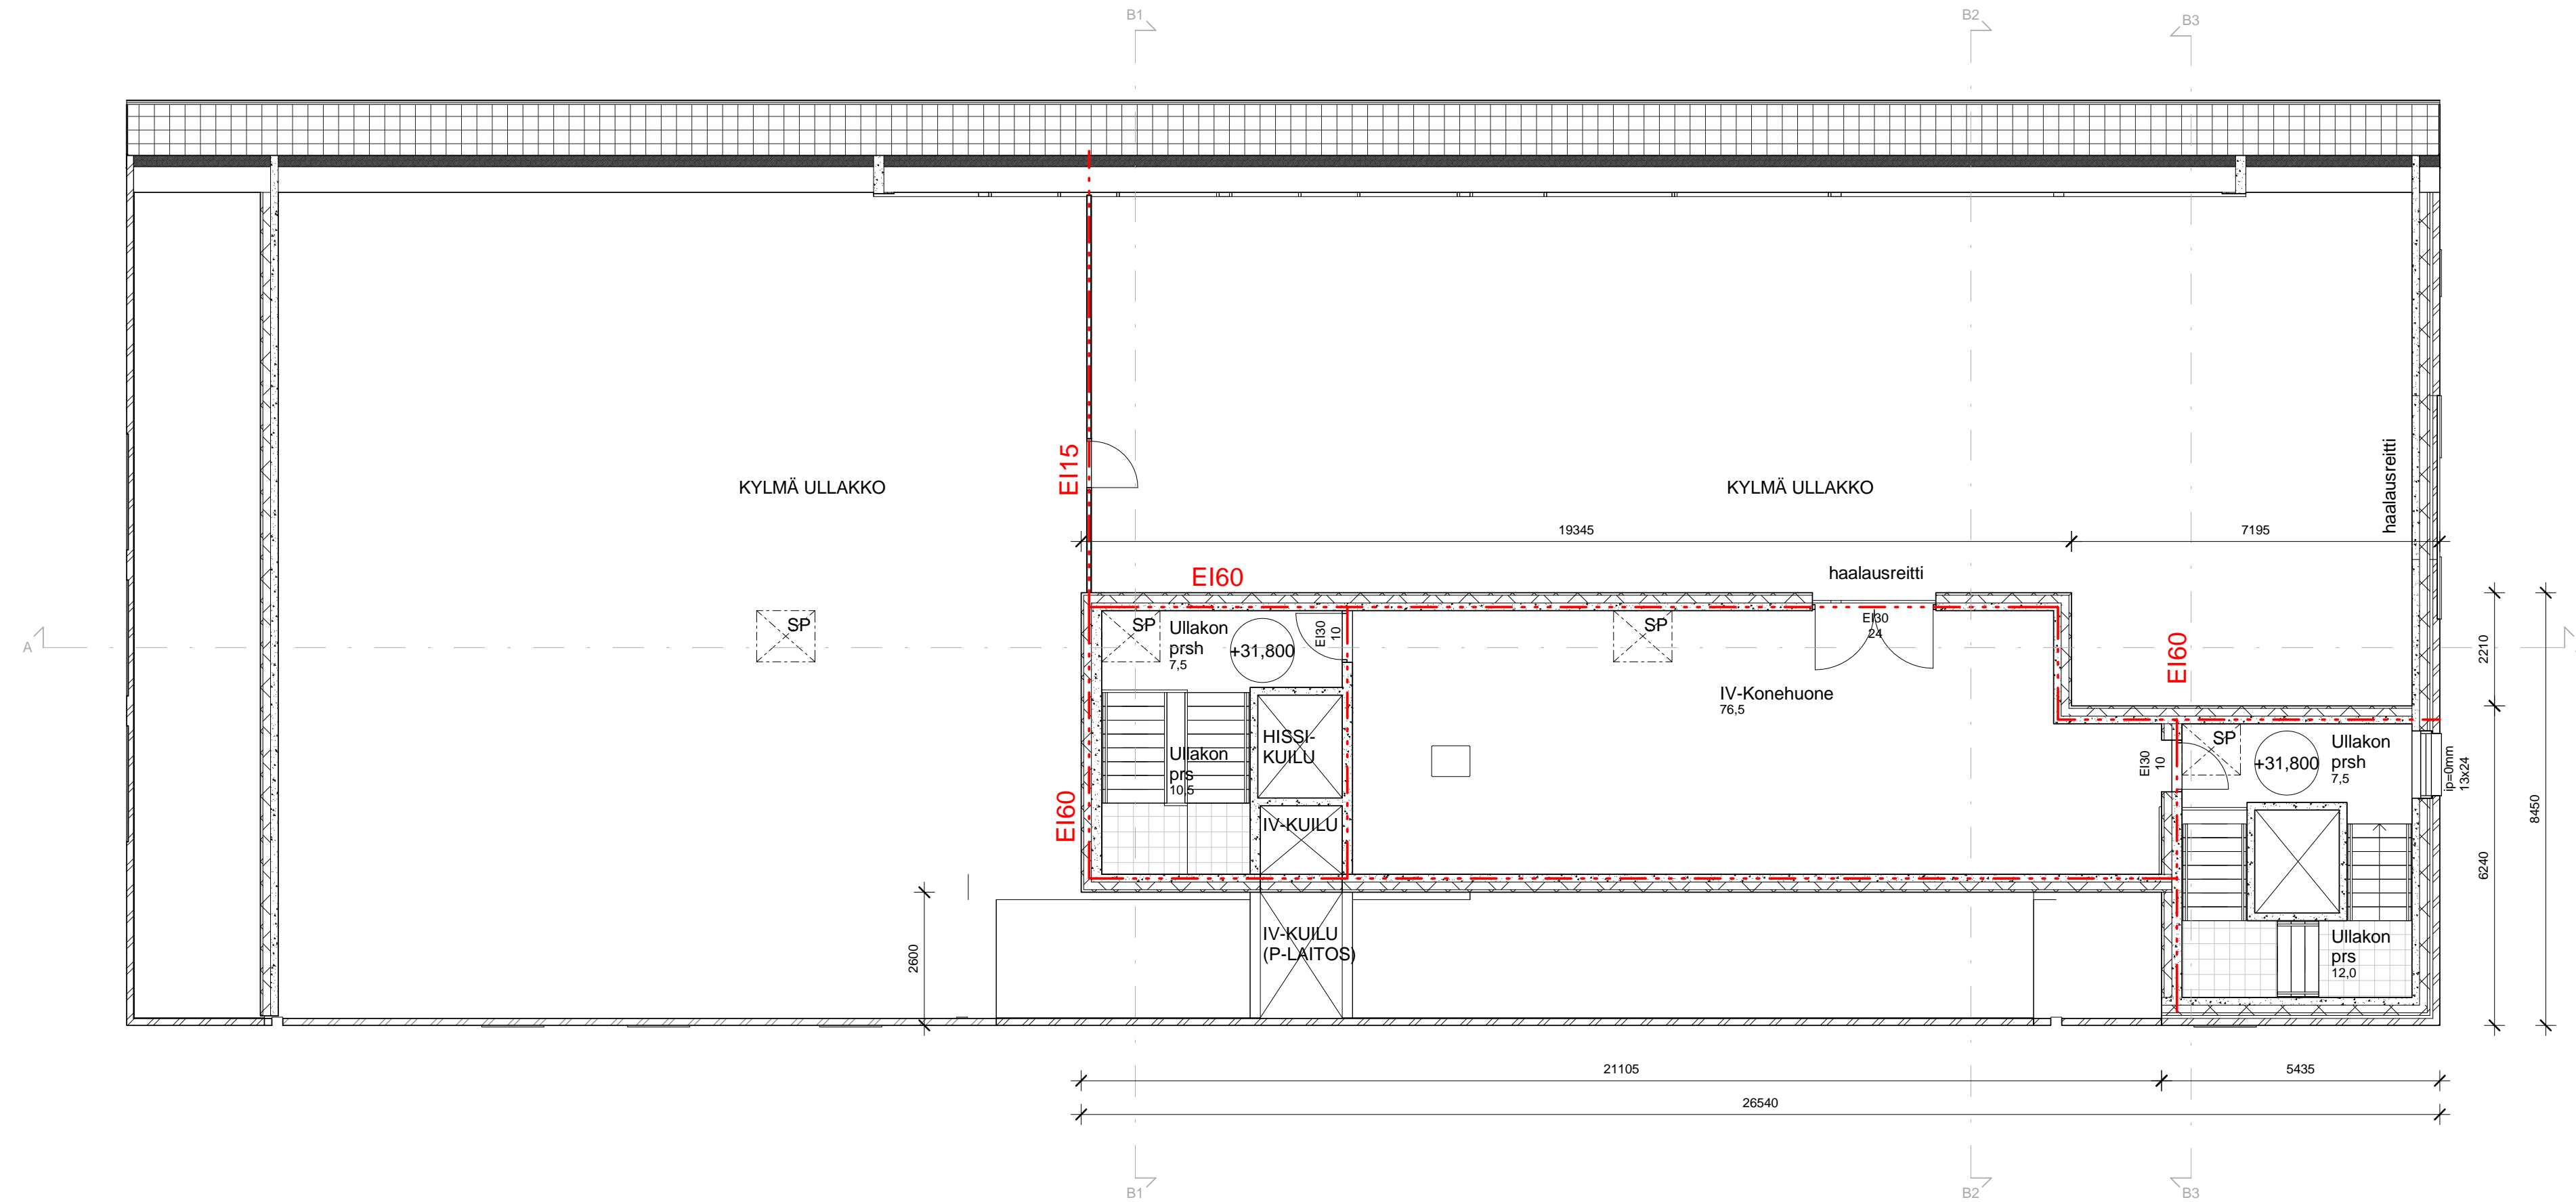 B1
B2
B3
EI15
KYLMÄ ULLAKKO
KYLMÄ ULLAKKO
haalausreitti
19345
7195
EI60
haalausreitti
SP
SP
Ullakon
prsh
7,5
+31,800
EI30
10
SP
EI30
24
EI60
A
2210
IV-Konehuone
76,5
HISSI-
KUILU
Ullakon
prs
10,5
EI60
IV-KUILU
EI30
10
SP
+31,800
Ullakon
prsh
7,5
ip=0mm
13x24
8450
6240
2600
IV-KUILU
(P-LAITOS)
Ullakon
prs
12,0
21105
5435
26540
B1
B2
B3